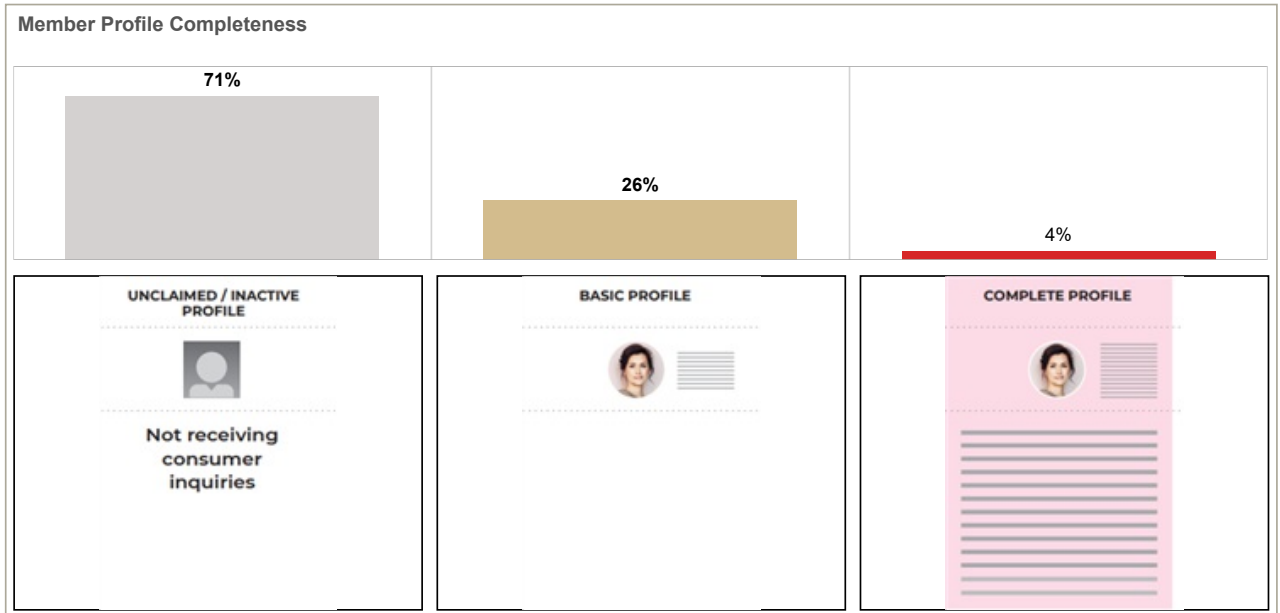 Member Profile Completeness
71%
26%
4%
UNCLAIMED / INACTIVE
PROFILE
Not receiving
consumer
inquiries
BASIC PROFILE
COMPLETE PROFILE